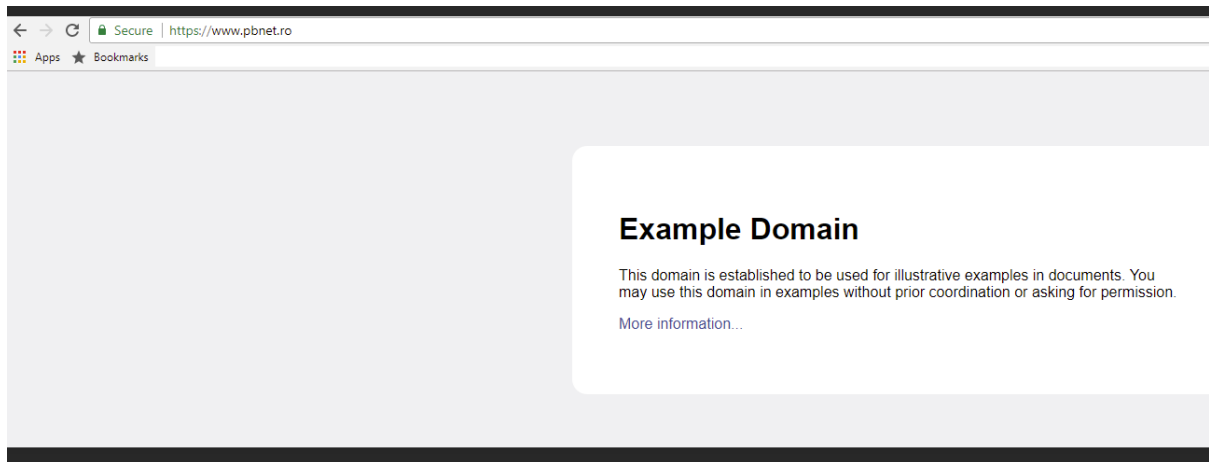 Secure | https://www.pbnet.ro
Apps Bookmarks
Example Domain
This domain is established to be used for illustrative examples in documents. You
may use this domain in examples without prior coordination or asking for permission.
More information...